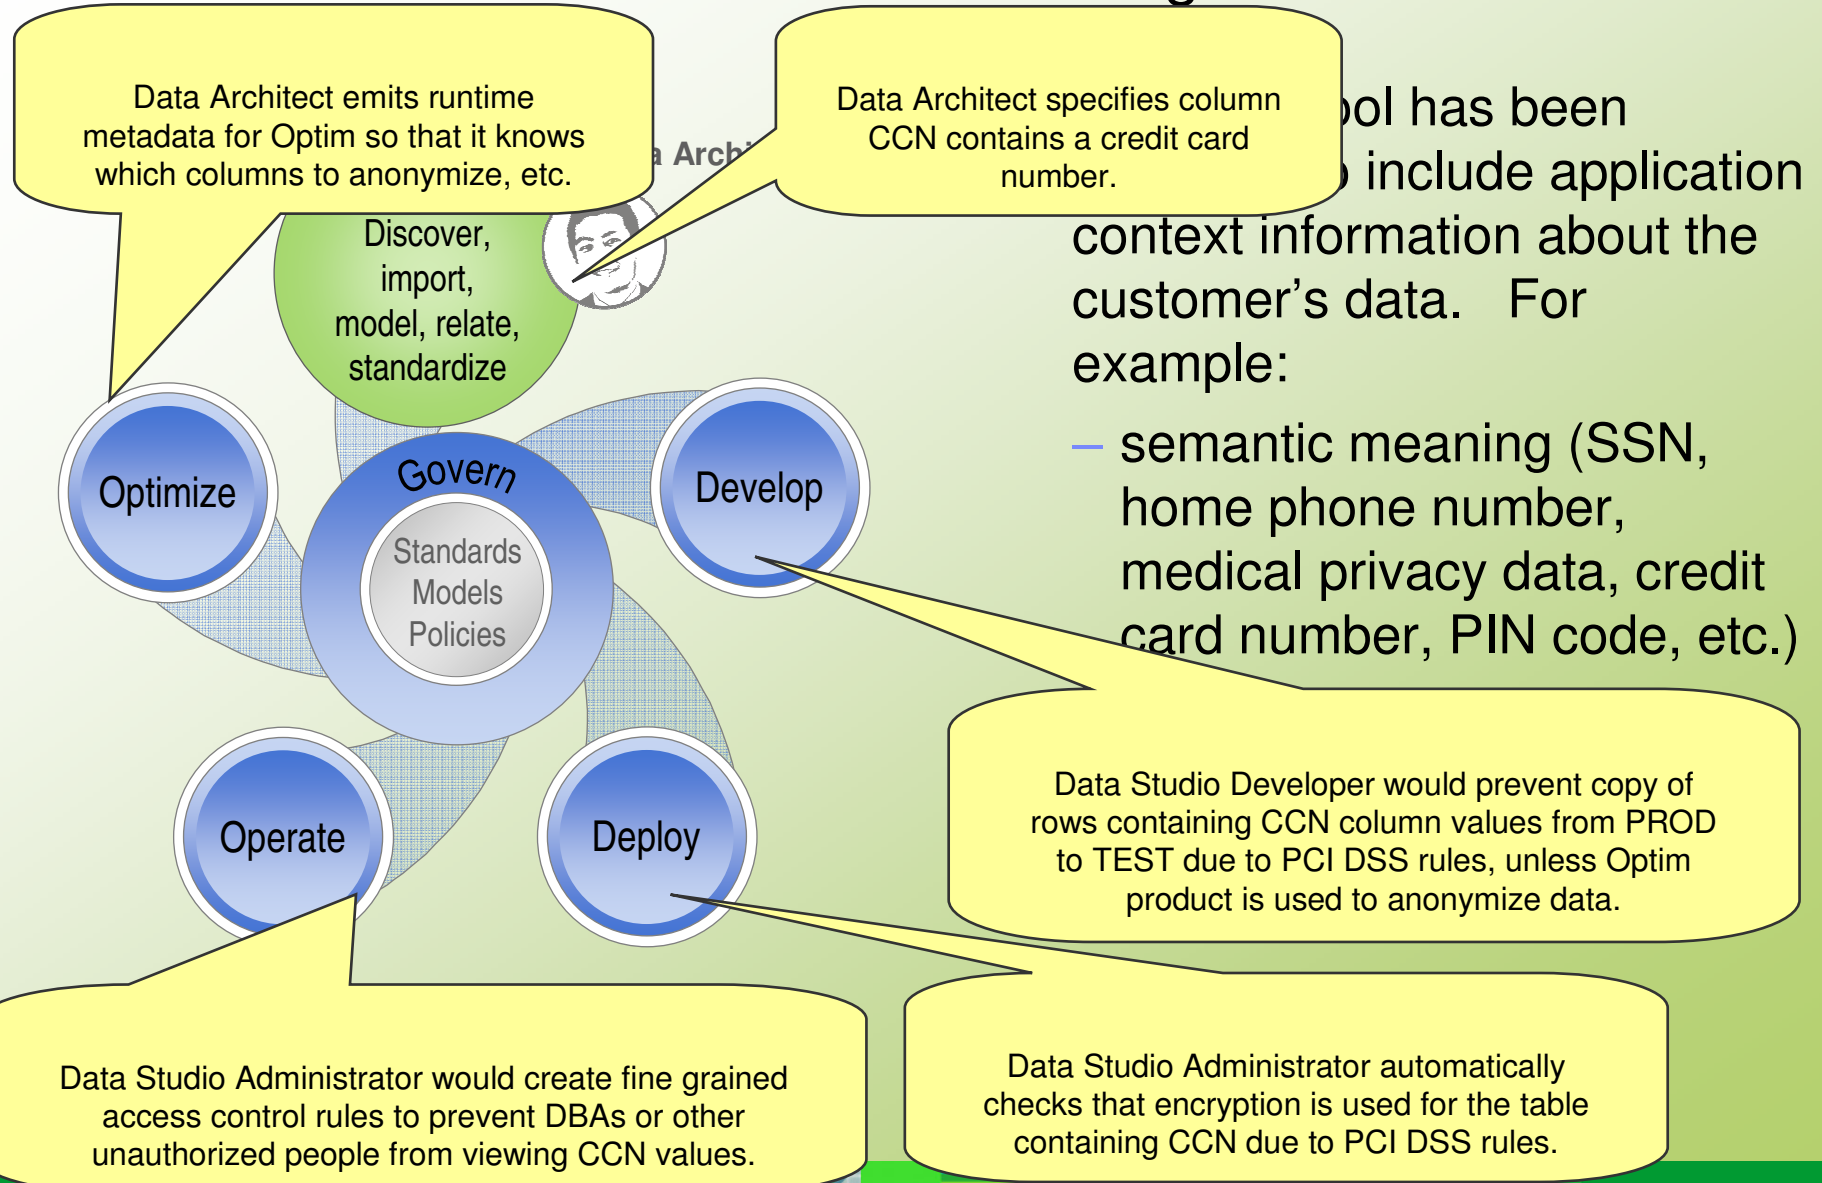 Data Architect emits runtime
metadata for Optim so that it knows
which columns to anonymize, etc.
Data Architect specifies column
CCN contains a credit card
number.
Discover,
import,
model, relate,
standardize
Optimize
Govern
Develop
Standards
Models
Policies
Operate
Deploy
has been
include application
context information about the
customer’s data. For
example:
– semantic meaning (SSN,
home phone number,
medical privacy data, credit
card number, PIN code, etc.)
Data Studio Developer would prevent copy of
rows containing CCN column values from PROD
to TEST due to PCI DSS rules, unless Optim
product is used to anonymize data.
Data Studio Administrator would create fine grained
access control rules to prevent DBAs or other
unauthorized people from viewing CCN values.
Data Studio Administrator automatically
checks that encryption is used for the table
containing CCN due to PCI DSS rules.